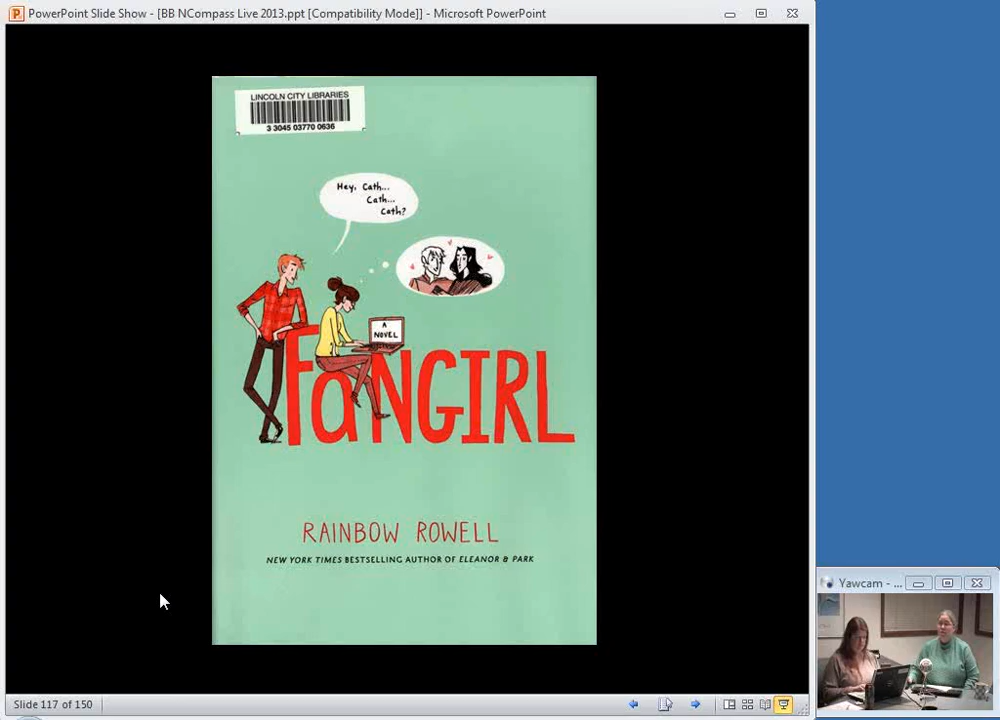 PowerPoint Slide Show - [BB NCompass Live 2013.ppt [Compatibility Mode]] - Microsoft PowerPoint
LINCOLN CITY LIBRARIES
3 3045 03770 0636
Hey, Cath...
Cath...
Cath?
A
NOVEL
FaNGIRL
RAINBOW ROWELL
NEW YORK TIMES BESTSELLING AUTHOR OF ELEANOR & PARK
Yawcam - ...
Slide 117 of 150